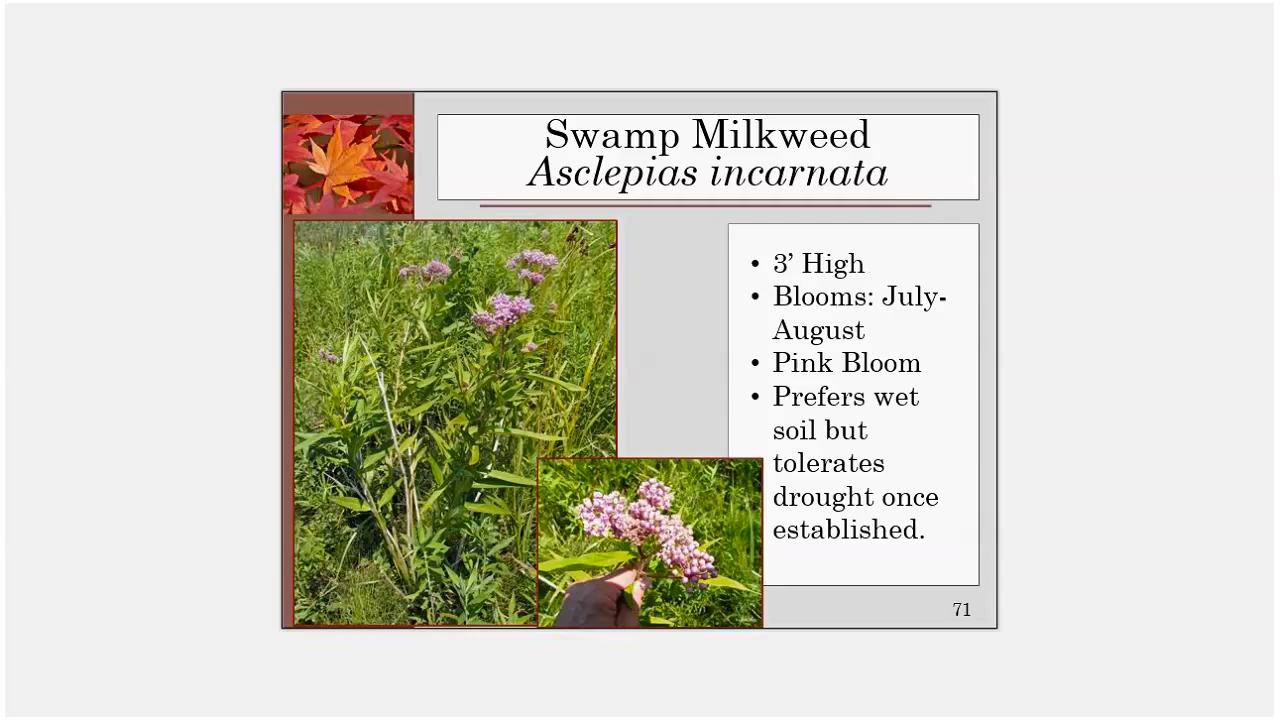 Swamp Milkweed
Asclepias incarnata
• 3’ High
• Blooms: July-
August
• Pink Bloom
• Prefers wet
soil but
tolerates
drought once
established.
71